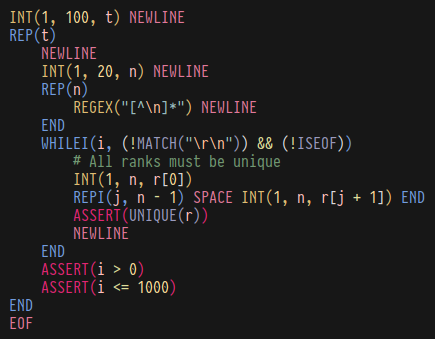 INT(1, 100, t) NEWLINE
REP(t)
    NEWLINE
    INT(1, 20, n) NEWLINE
    REP(n)
        REGEX("[^\n]*") NEWLINE
    END
    WHILEI(i, (!MATCH("\r\n")) && (!ISEOF))
        # All ranks must be unique
        INT(1, n, r[0])
        REPI(j, n - 1) SPACE INT(1, n, r[j + 1]) END
        ASSERT(UNIQUE(r))
        NEWLINE
    END
    ASSERT(i > 0)
    ASSERT(i <= 1000)
END
EOF